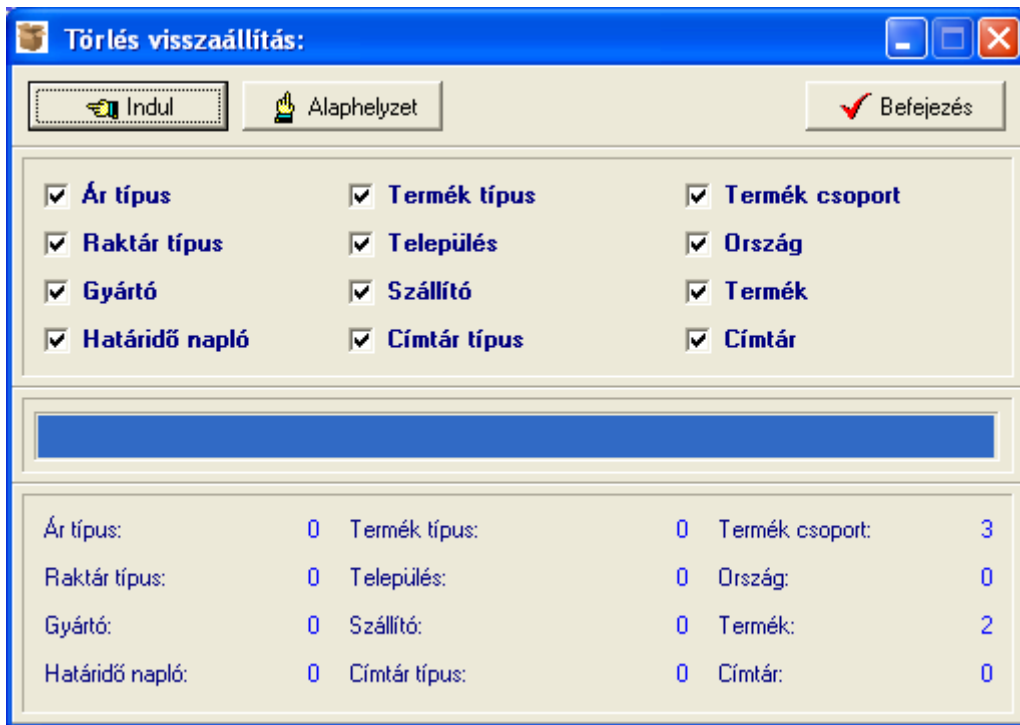 Törlés visszaállítás:
Indul Alaphelyzet Befejezés
Ár típus Termék típus Termék csoport
Raktár típus Település Ország
Gyártó Szállító Termék
Határidő napló Címtár típus Címtár
Ár típus: 0 Termék típus: 0 Termék csoport: 3
Raktár típus: 0 Település: 0 Ország: 0
Gyártó: 0 Szállító: 0 Termék: 2
Határidő napló: 0 Címtár típus: 0 Címtár: 0